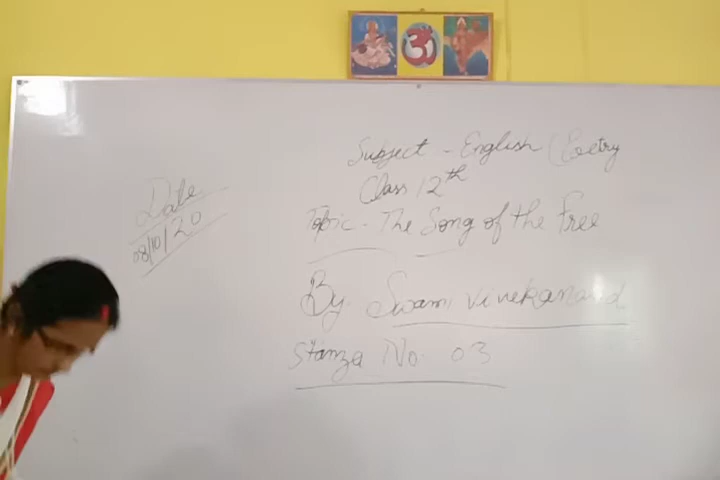 ॐ
Subject - English (Poetry
Class 12th
Topic - The Song of the Free
By Swami Vivekanand
Stanza No. 03
Date
08/10/20